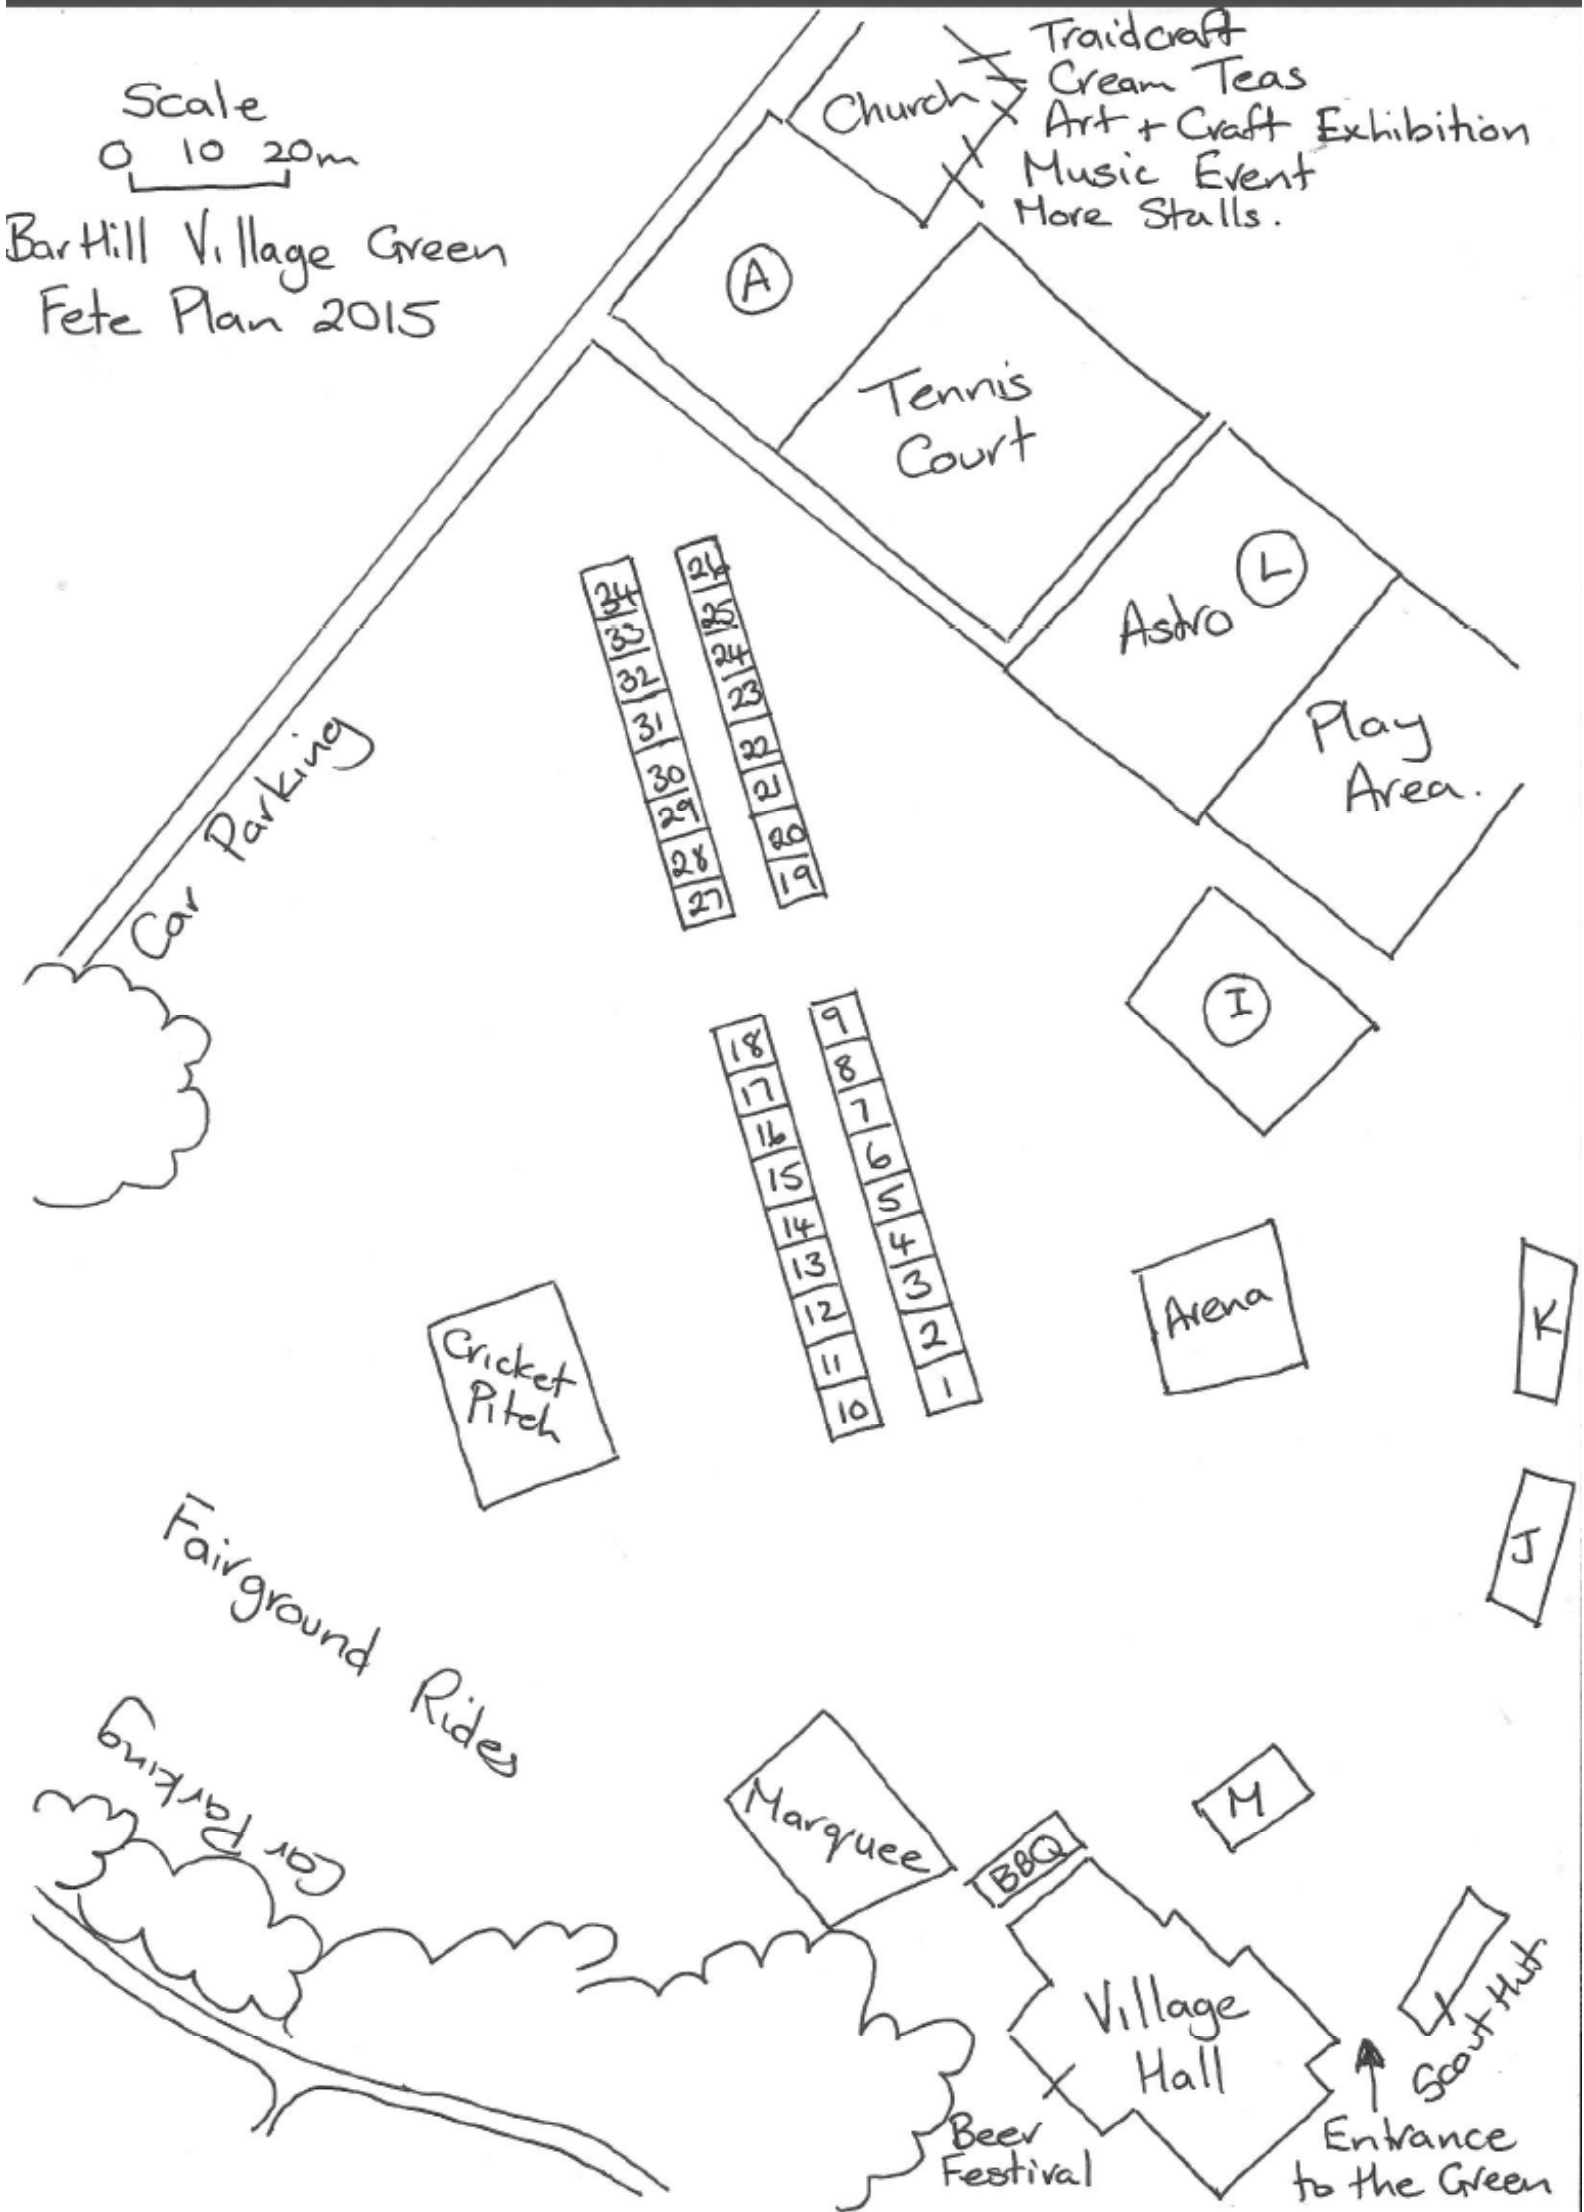 Scale
0 10 20m
Bar Hill Village Green
Fete Plan 2015
Church
Traidcraft
Cream Teas
Art + Craft Exhibition
Music Event
More Stalls.
A
Tennis
Court
L
Astro
Play
Area.
Car Parking
34
33
32
31
30
29
28
27
26
25
24
23
22
21
20
19
I
18
17
16
15
14
13
12
11
10
9
8
7
6
5
4
3
2
1
Arena
K
J
Cricket
Pitch
Fairground Rides
Car Parking
Marquee
BBQ
M
Village
Hall
Scout Hut
Beer
Festival
Entrance
to the Green